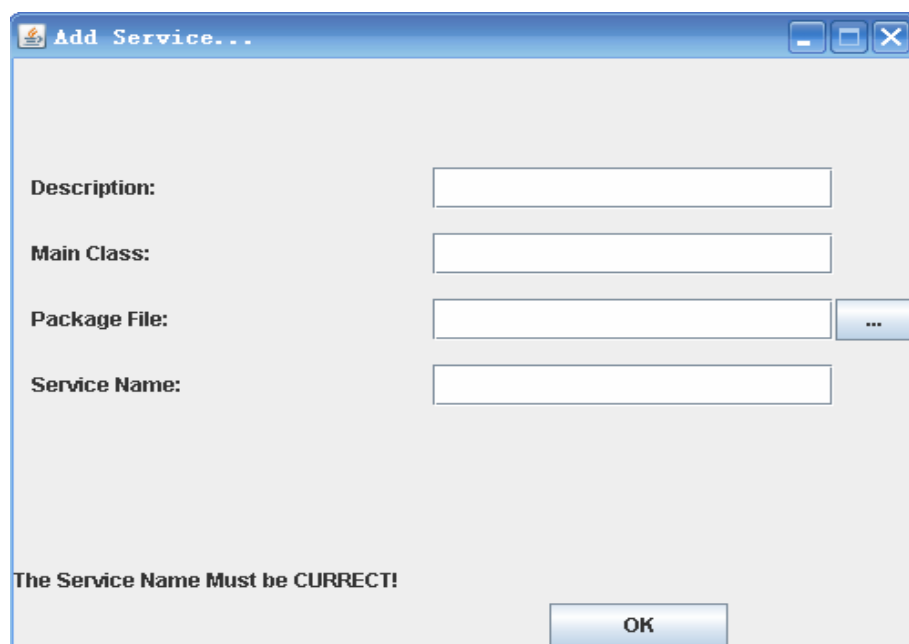 Add Service...
Description:
Main Class:
Package File:
...
Service Name:
The Service Name Must be CURRECT!
OK